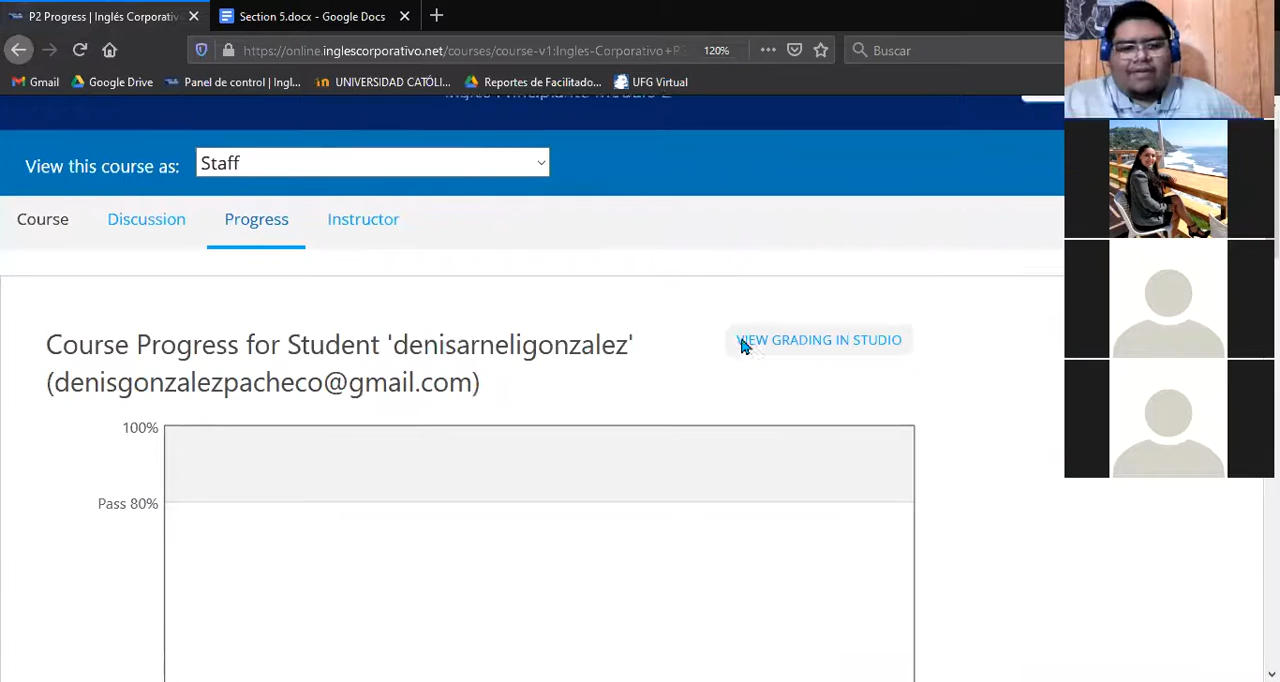 P2 Progress | Inglés Corporativ
Section 5.docx - Google Docs
https://online.inglescorporativo.net/courses/course-v1:Ingles-Corporativo+P
120%
Buscar
Gmail
Google Drive
Panel de control | Ingl...
UNIVERSIDAD CATÓLI...
Reportes de Facilitado...
UFG Virtual
View this course as:
Staff
Course
Discussion
Progress
Instructor
Course Progress for Student 'denisarneligonzalez'
(denisgonzalezpacheco@gmail.com)
VIEW GRADING IN STUDIO
100%
Pass 80%